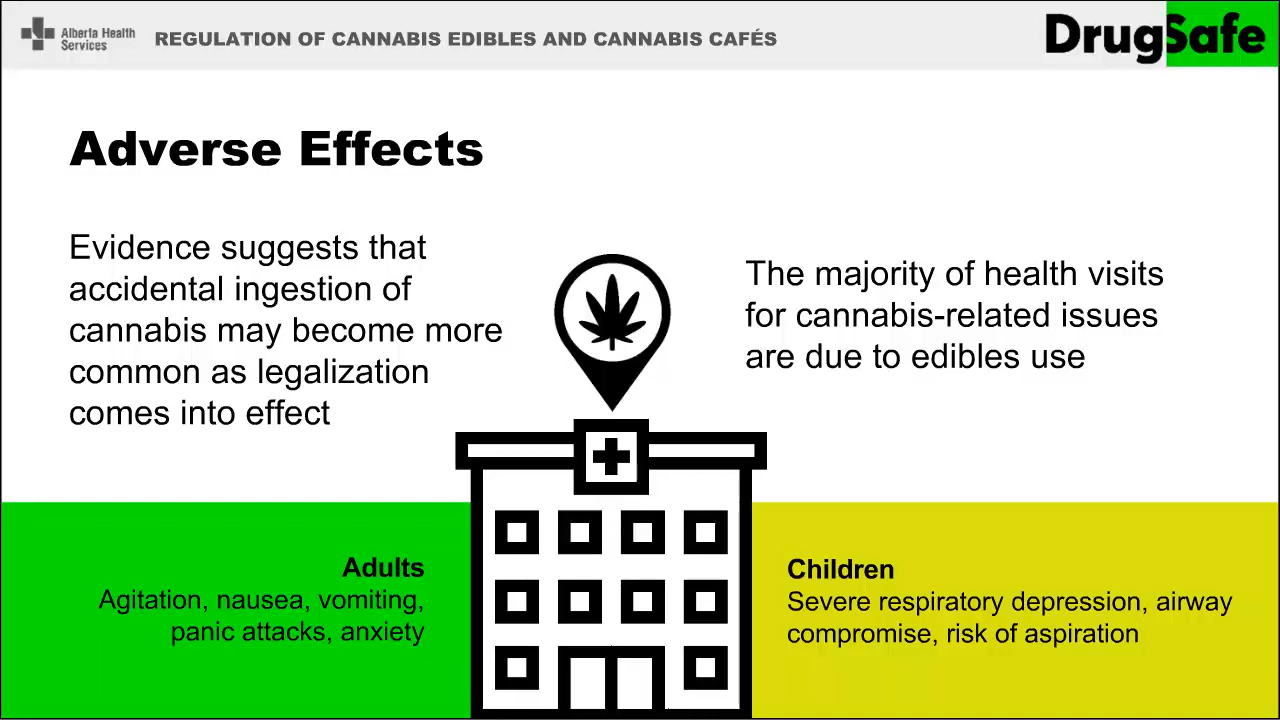 Alberta Health
Services
REGULATION OF CANNABIS EDIBLES AND CANNABIS CAFÉS
DrugSafe
Adverse Effects
Evidence suggests that
accidental ingestion of
cannabis may become more
common as legalization
comes into effect
The majority of health visits
for cannabis-related issues
are due to edibles use
Adults
Agitation, nausea, vomiting,
panic attacks, anxiety
Children
Severe respiratory depression, airway
compromise, risk of aspiration